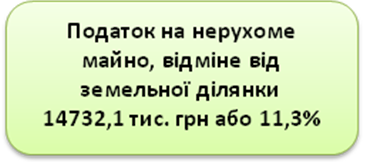 Податок на нерухоме
майно, відміне від
земельної ділянки
14732,1 тис. грн або 11,3%